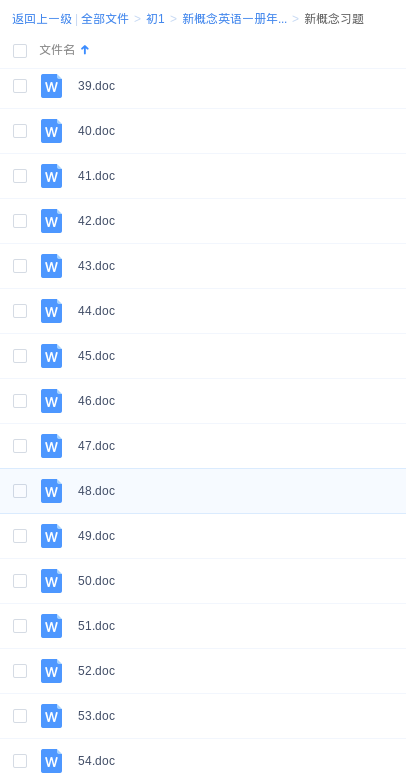 返回上一级 | 全部文件 > 初1 > 新概念英语一册年... > 新概念习题
文件名
W 39.doc
W 40.doc
W 41.doc
W 42.doc
W 43.doc
W 44.doc
W 45.doc
W 46.doc
W 47.doc
W 48.doc
W 49.doc
W 50.doc
W 51.doc
W 52.doc
W 53.doc
W 54.doc